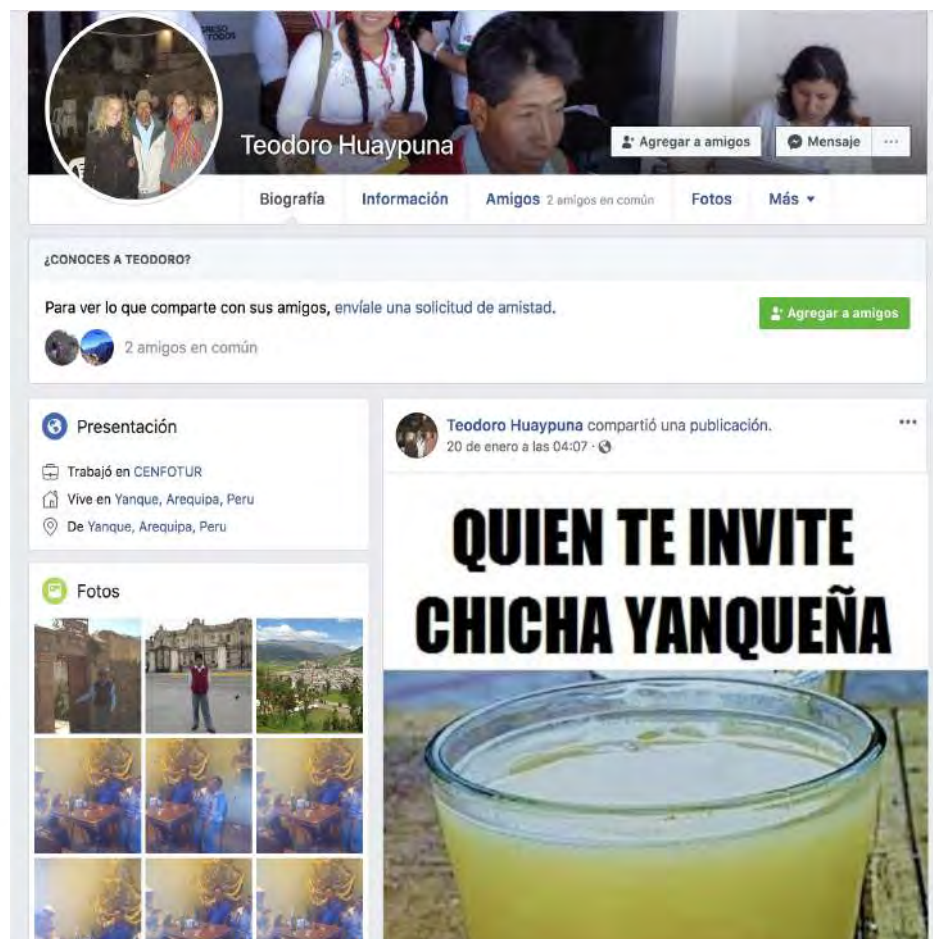 Teodoro Huaypuna
Agregar a amigos
Mensaje
Biografía
Información
Amigos 2 amigos en común
Fotos
Más
¿CONOCES A TEODORO?
Para ver lo que comparte con sus amigos, envíale una solicitud de amistad.
Agregar a amigos
2 amigos en común
Presentación
Trabajó en CENFOTUR
Vive en Yanque, Arequipa, Peru
De Yanque, Arequipa, Peru
Fotos
Teodoro Huaypuna compartió una publicación.
20 de enero a las 04:07 ·
QUIEN TE INVITE
CHICHA YANQUEÑA